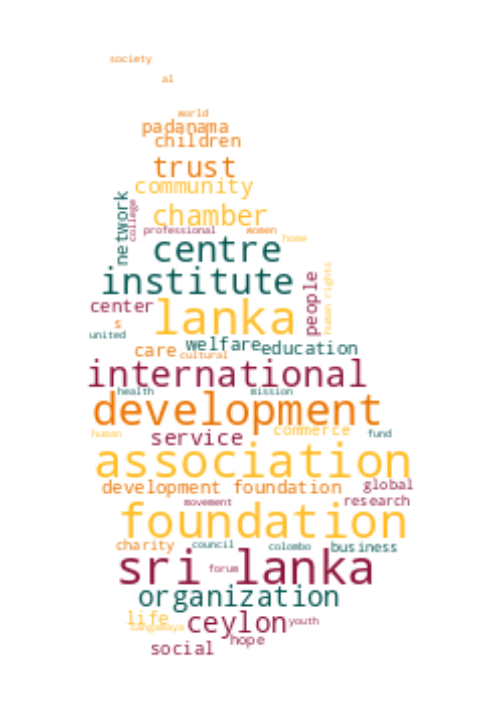 society
al
world
padanama
children
trust
community
chamber
network
college
professional
women
home
centre
institute
people
human rights
center
lanka
s
united
welfare
education
care
cultural
international
health
mission
development
human
service
commerce
fund
association
development foundation
global
research
movement
foundation
charity
council
colombo
business
sri lanka
forum
organization
life
ceylon
youth
hope
social